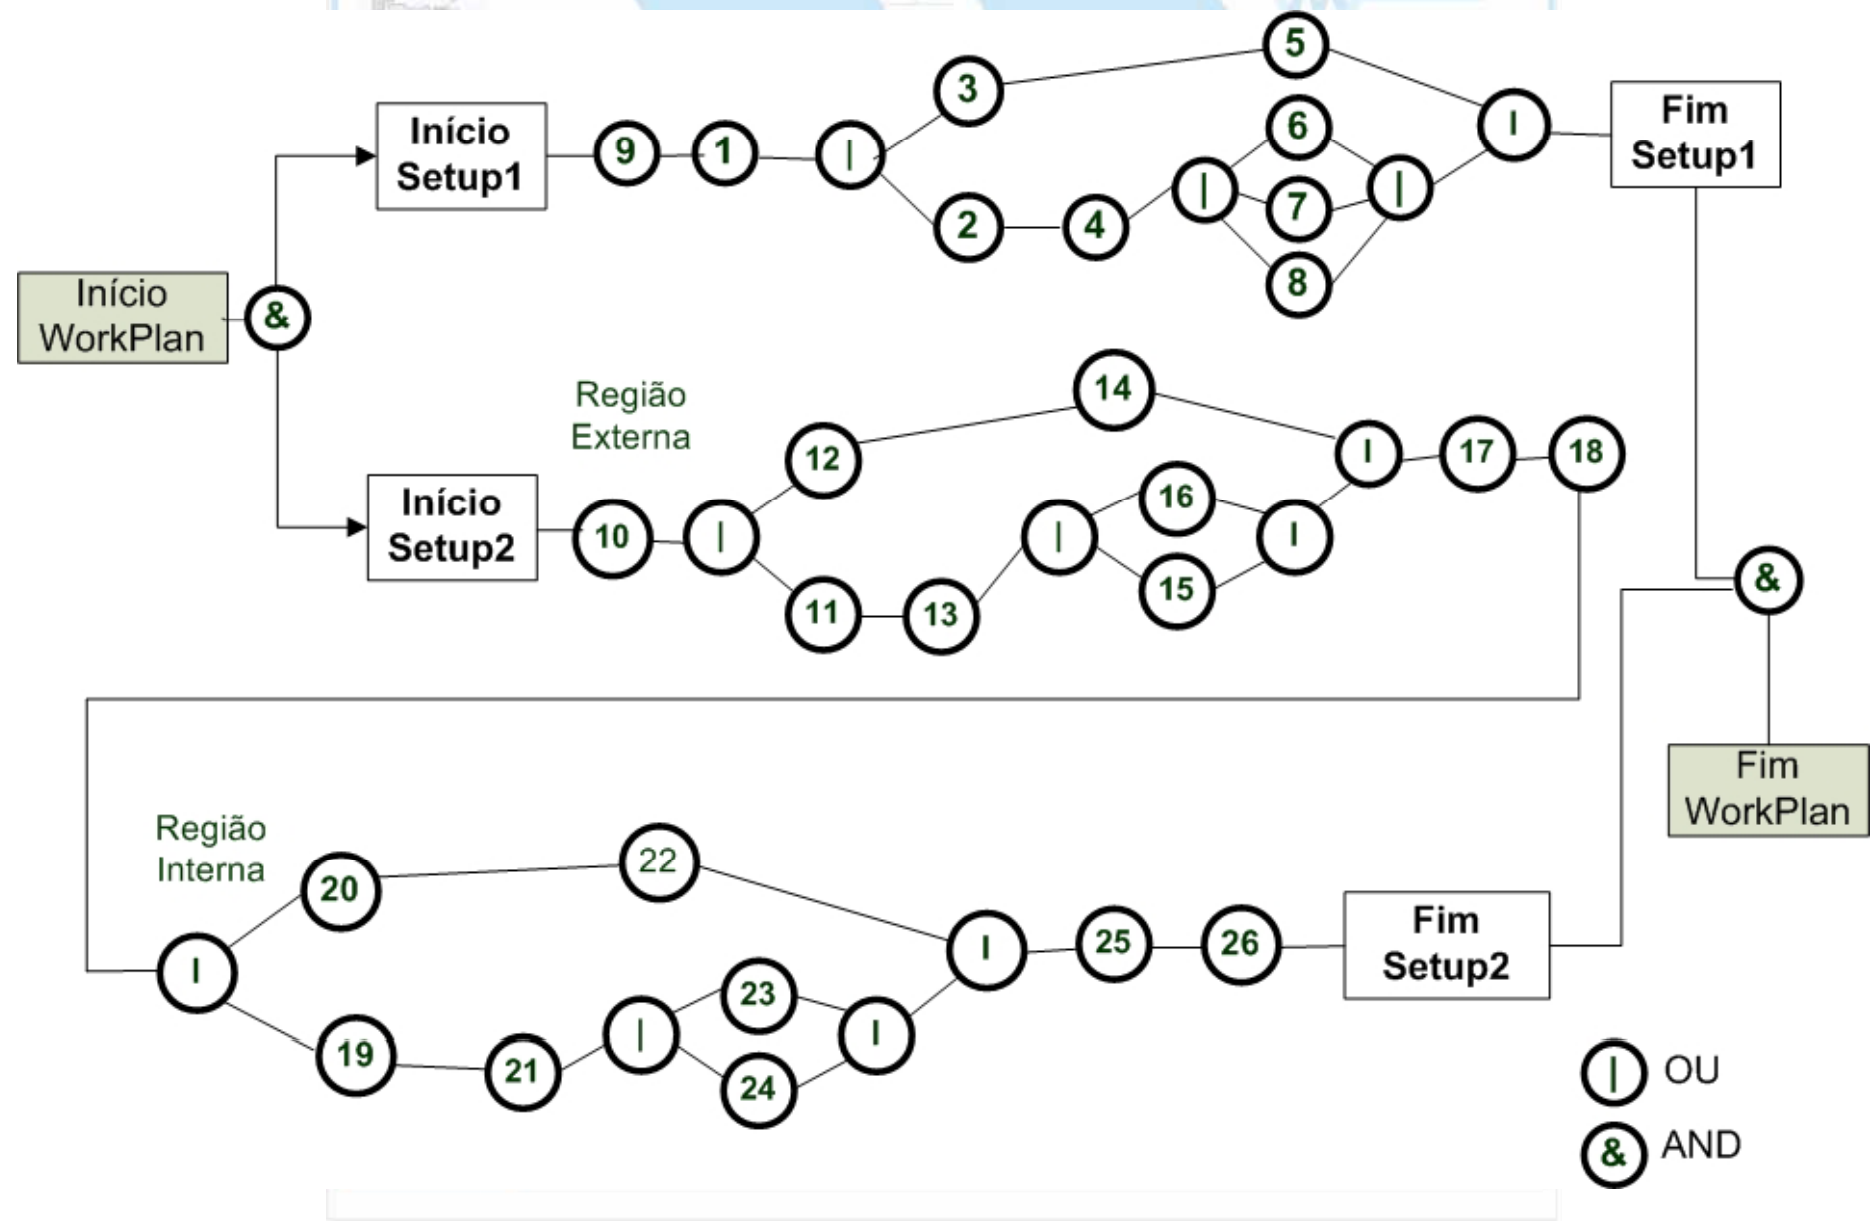 5
3
6
Início
Setup1
9
1
|
|
Fim
Setup1
|
|
7
2
4
8
Início
WorkPlan
&
Região
Externa
14
12
|
17
18
16
Início
Setup2
10
|
|
|
15
11
13
&
Fim
WorkPlan
Região
Interna
20
22
|
|
25
26
Fim
Setup2
23
19
21
|
|
24
| OU
& AND